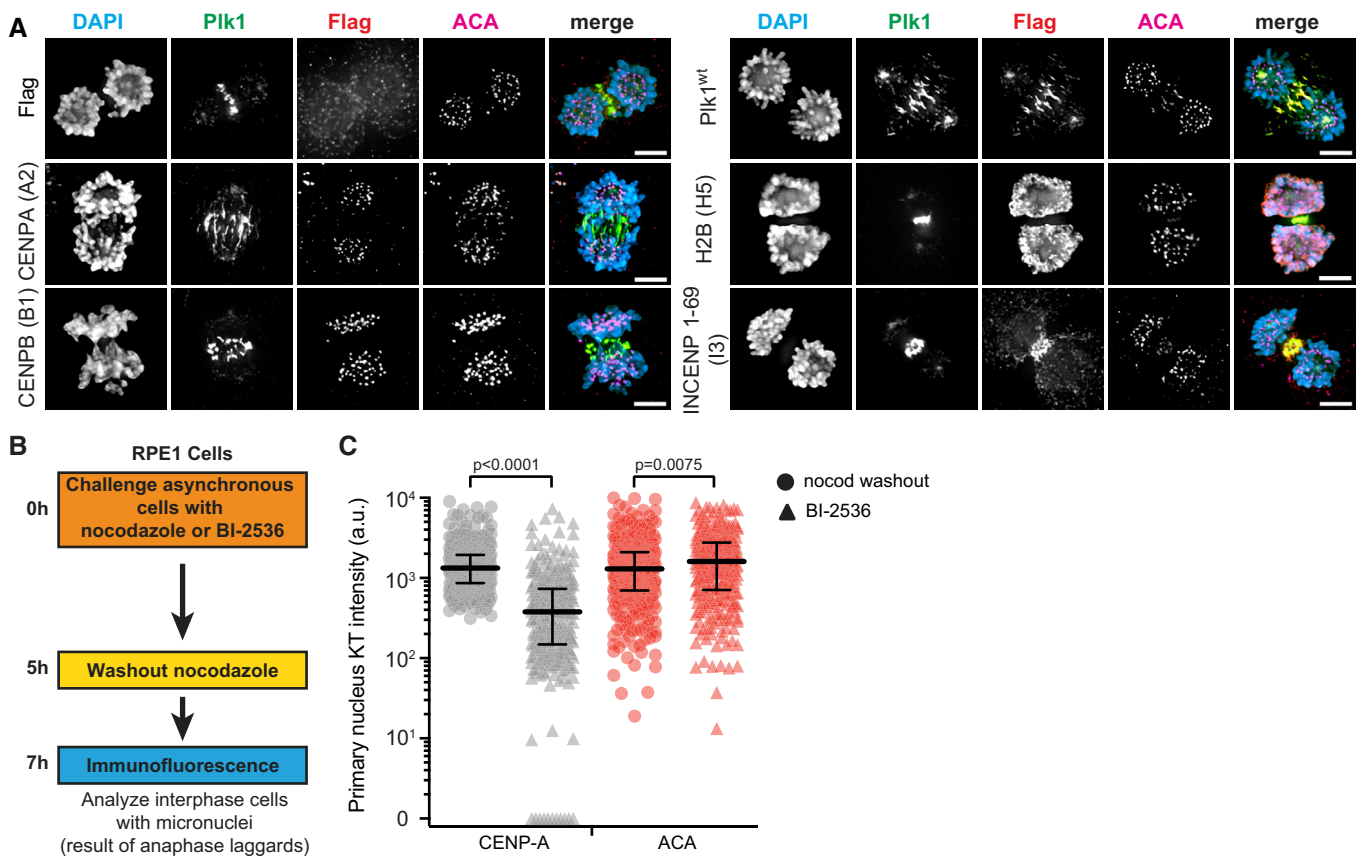 A
DAPI Plk1 Flag ACA merge
Flag
CENPA (A2)
CENPB (B1)
DAPI Plk1 Flag ACA merge
Plk1wt
H2B (H5)
INCENP 1-69
(I3)
B
RPE1 Cells
0h
Challenge asynchronous
cells with
nocodazole or BI-2536
5h
Washout nocodazole
7h
Immunofluorescence
Analyze interphase cells
with micronuclei
(result of anaphase laggards)
C
p<0.0001
p=0.0075
nocod washout
BI-2536
Primary nucleus KT intensity (a.u.)
10⁴
10³
10²
10¹
0
CENP-A
ACA